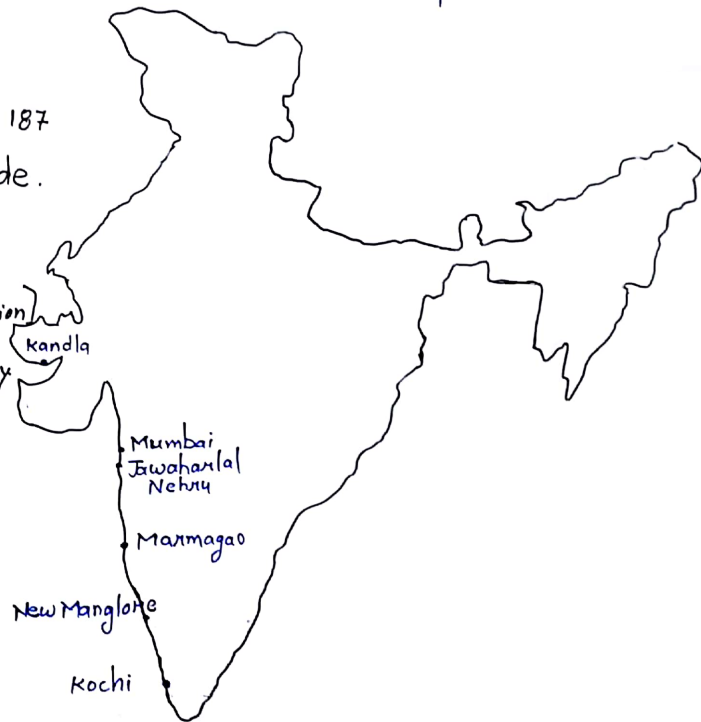 187
de.
ion
Kandla
y
Mumbai
Jawaharlal
Nehru
Marmagao
New Manglore
Kochi